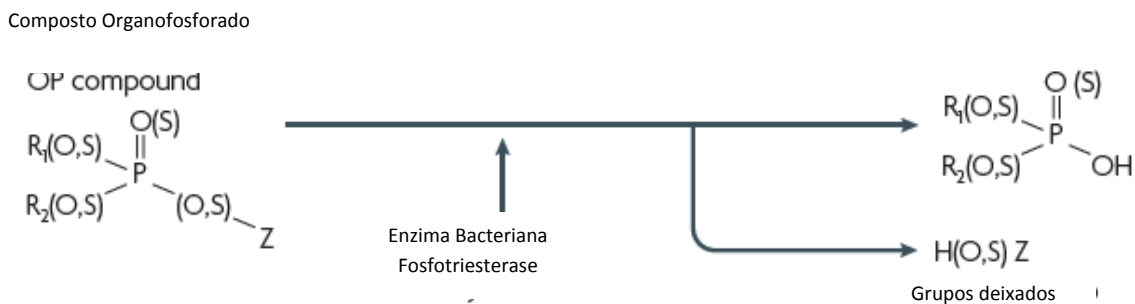 Composto Organofosforado
OP compound
O(S)
R₁(O,S)
P
R₂(O,S)
(O,S)
Z
Enzima Bacteriana
Fosfotriesterase
O (S)
R₁(O,S)
P
R₂(O,S)
OH
H(O,S) Z
Grupos deixados